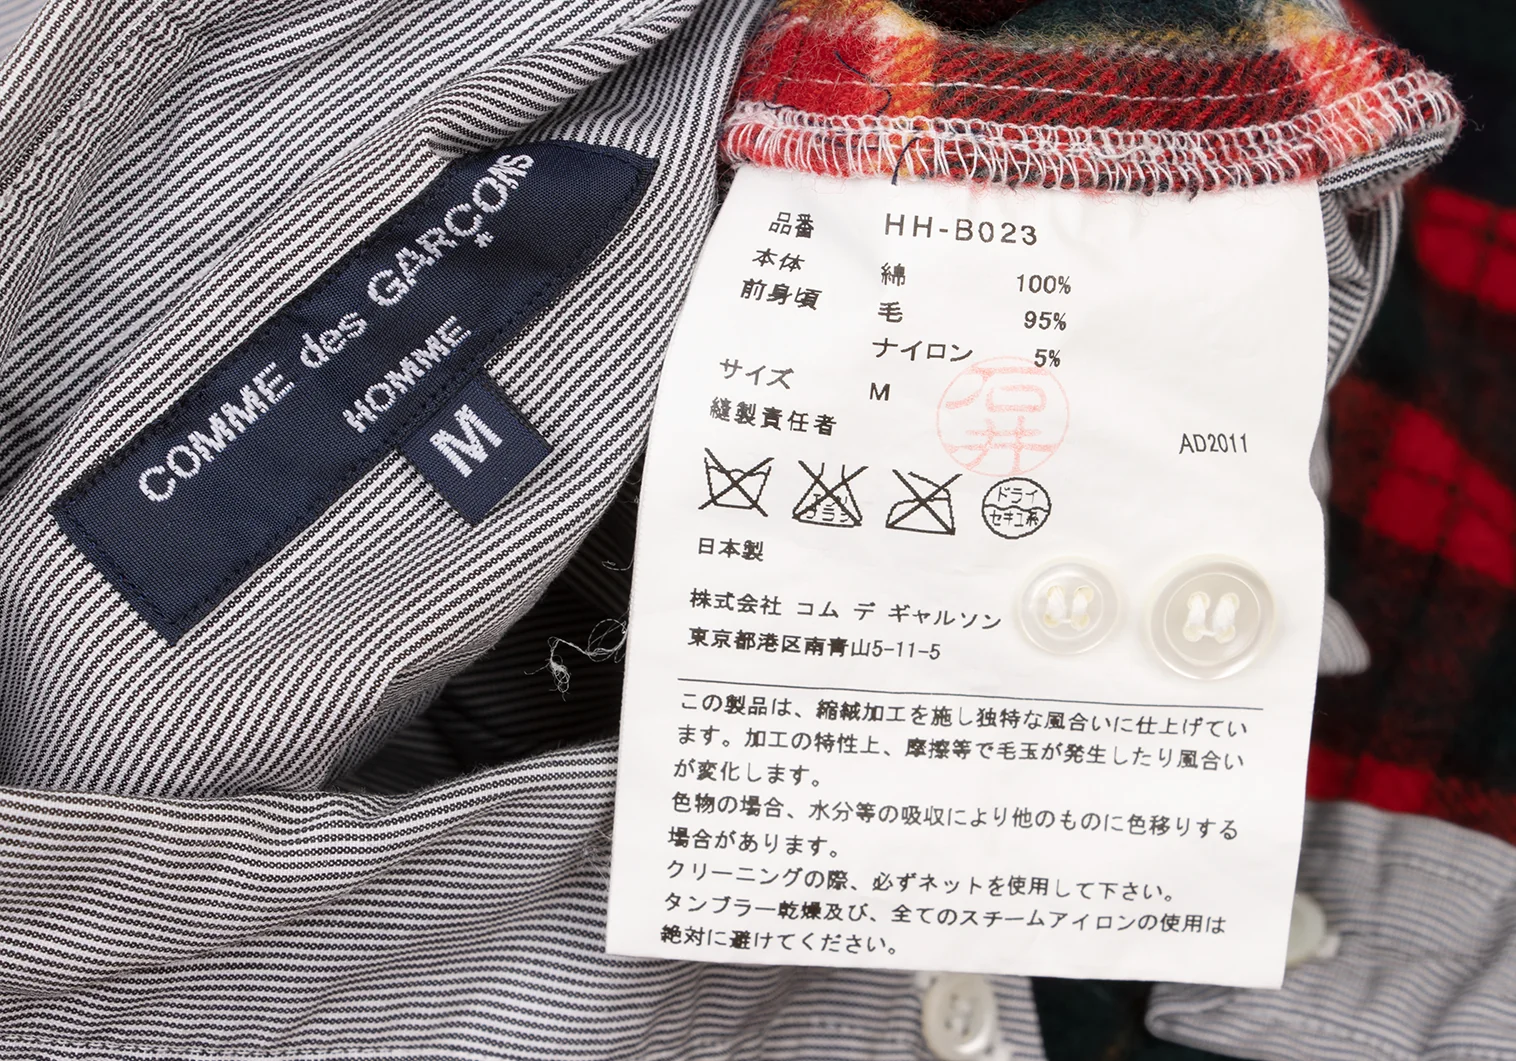 COMME des GARÇONS
HOMME
M
品番 HH-B023
本体 綿 100%
前身頃 毛 95%
ナイロン 5%
サイズ M
縫製責任者
石井
AD2011
エンソ
サラシ
ドライ
セキユ系
日本製
株式会社 コム デ ギャルソン
東京都港区南青山5-11-5
この製品は、縮絨加工を施し独特な風合いに仕上げてい
ます。加工の特性上、摩擦等で毛玉が発生したり風合い
が変化します。
色物の場合、水分等の吸収により他のものに色移りする
場合があります。
クリーニングの際、必ずネットを使用して下さい。
タンブラー乾燥及び、全てのスチームアイロンの使用は
絶対に避けてください。